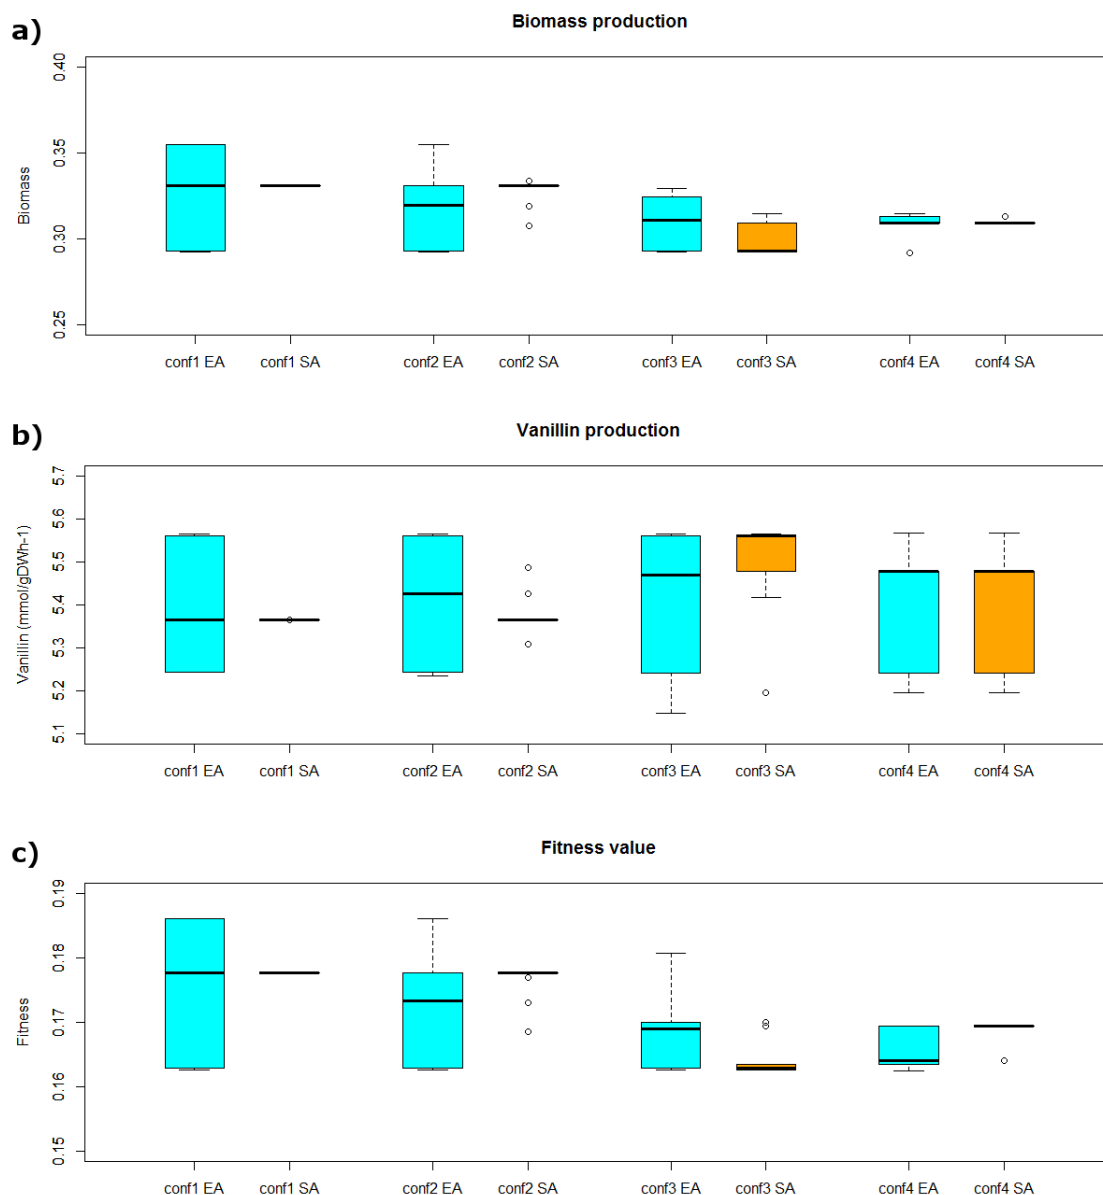 a)
Biomass production
Biomass
0.40
0.35
0.30
0.25
conf1 EA conf1 SA conf2 EA conf2 SA conf3 EA conf3 SA conf4 EA conf4 SA
b)
Vanillin production
Vanillin (mmol/gDWh-1)
5.7
5.6
5.5
5.4
5.3
5.2
5.1
conf1 EA conf1 SA conf2 EA conf2 SA conf3 EA conf3 SA conf4 EA conf4 SA
c)
Fitness value
Fitness
0.19
0.18
0.17
0.16
0.15
conf1 EA conf1 SA conf2 EA conf2 SA conf3 EA conf3 SA conf4 EA conf4 SA